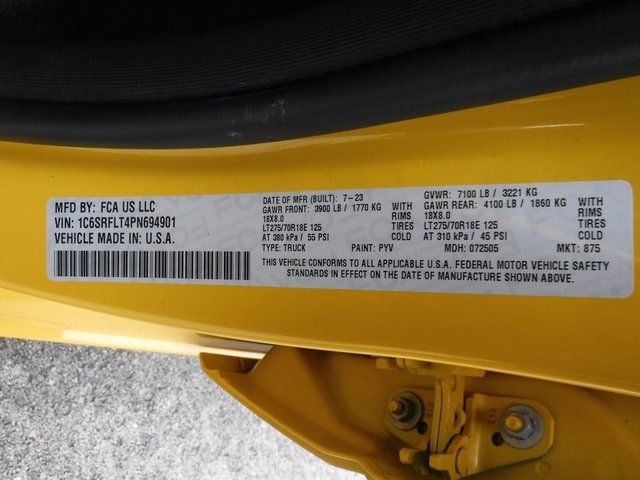 MFD BY: FCA US LLC
VIN: 1C6SRFLT4PN694901
VEHICLE MADE IN U.S.A.
DATE OF MFR (BUILT): 7-23
GAWR FRONT: 3900 LB / 1770 KG
18X8.0
LT275/70R18E 125 TIRES
AT 380 kPa / 55 PSI COLD
TYPE: TRUCK PAINT: PYV
GVWR: 7100 LB / 3221 KG
GAWR REAR: 4100 LB / 1860 KG
18X8.0
LT275/70R18E 125 TIRES
AT 310 kPa / 45 PSI COLD
MDH: 072505 MKT: 875
THIS VEHICLE CONFORMS TO ALL APPLICABLE U.S.A. FEDERAL MOTOR VEHICLE SAFETY
STANDARDS IN EFFECT ON THE DATE OF MANUFACTURE SHOWN ABOVE.